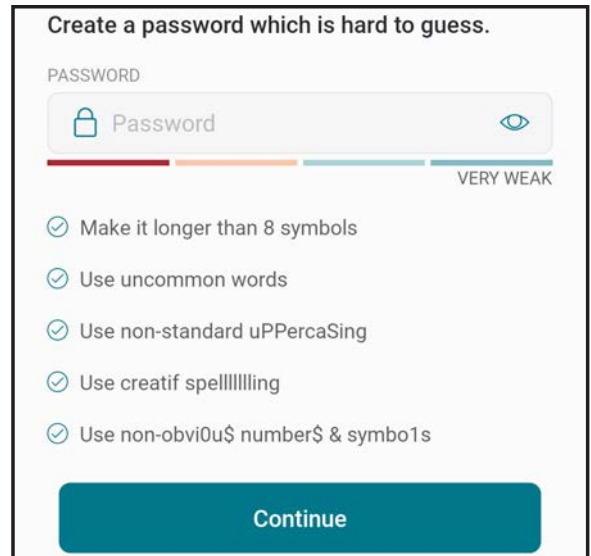 Create a password which is hard to guess.
PASSWORD
Password
VERY WEAK
Make it longer than 8 symbols
Use uncommon words
Use non-standard uPPercaSing
Use creatif spelllllllling
Use non-obvi0u$ number$ & symbo1s
Continue